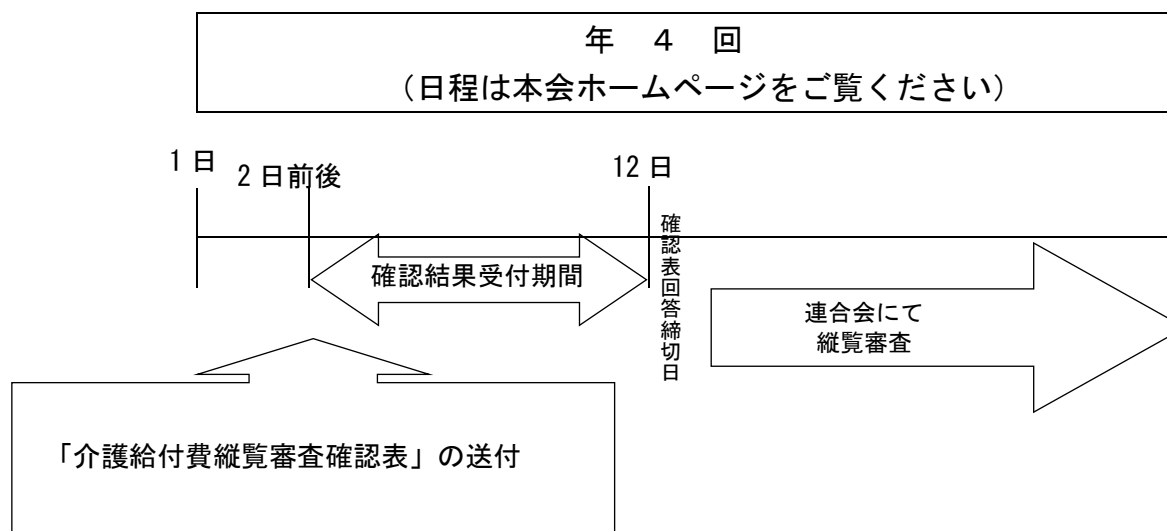 年 4 回
（日程は本会ホームページをご覧ください）
1日
2日前後
12日
確認結果受付期間
確認表回答締切日
連合会にて
縦覧審査
「介護給付費縦覧審査確認表」の送付